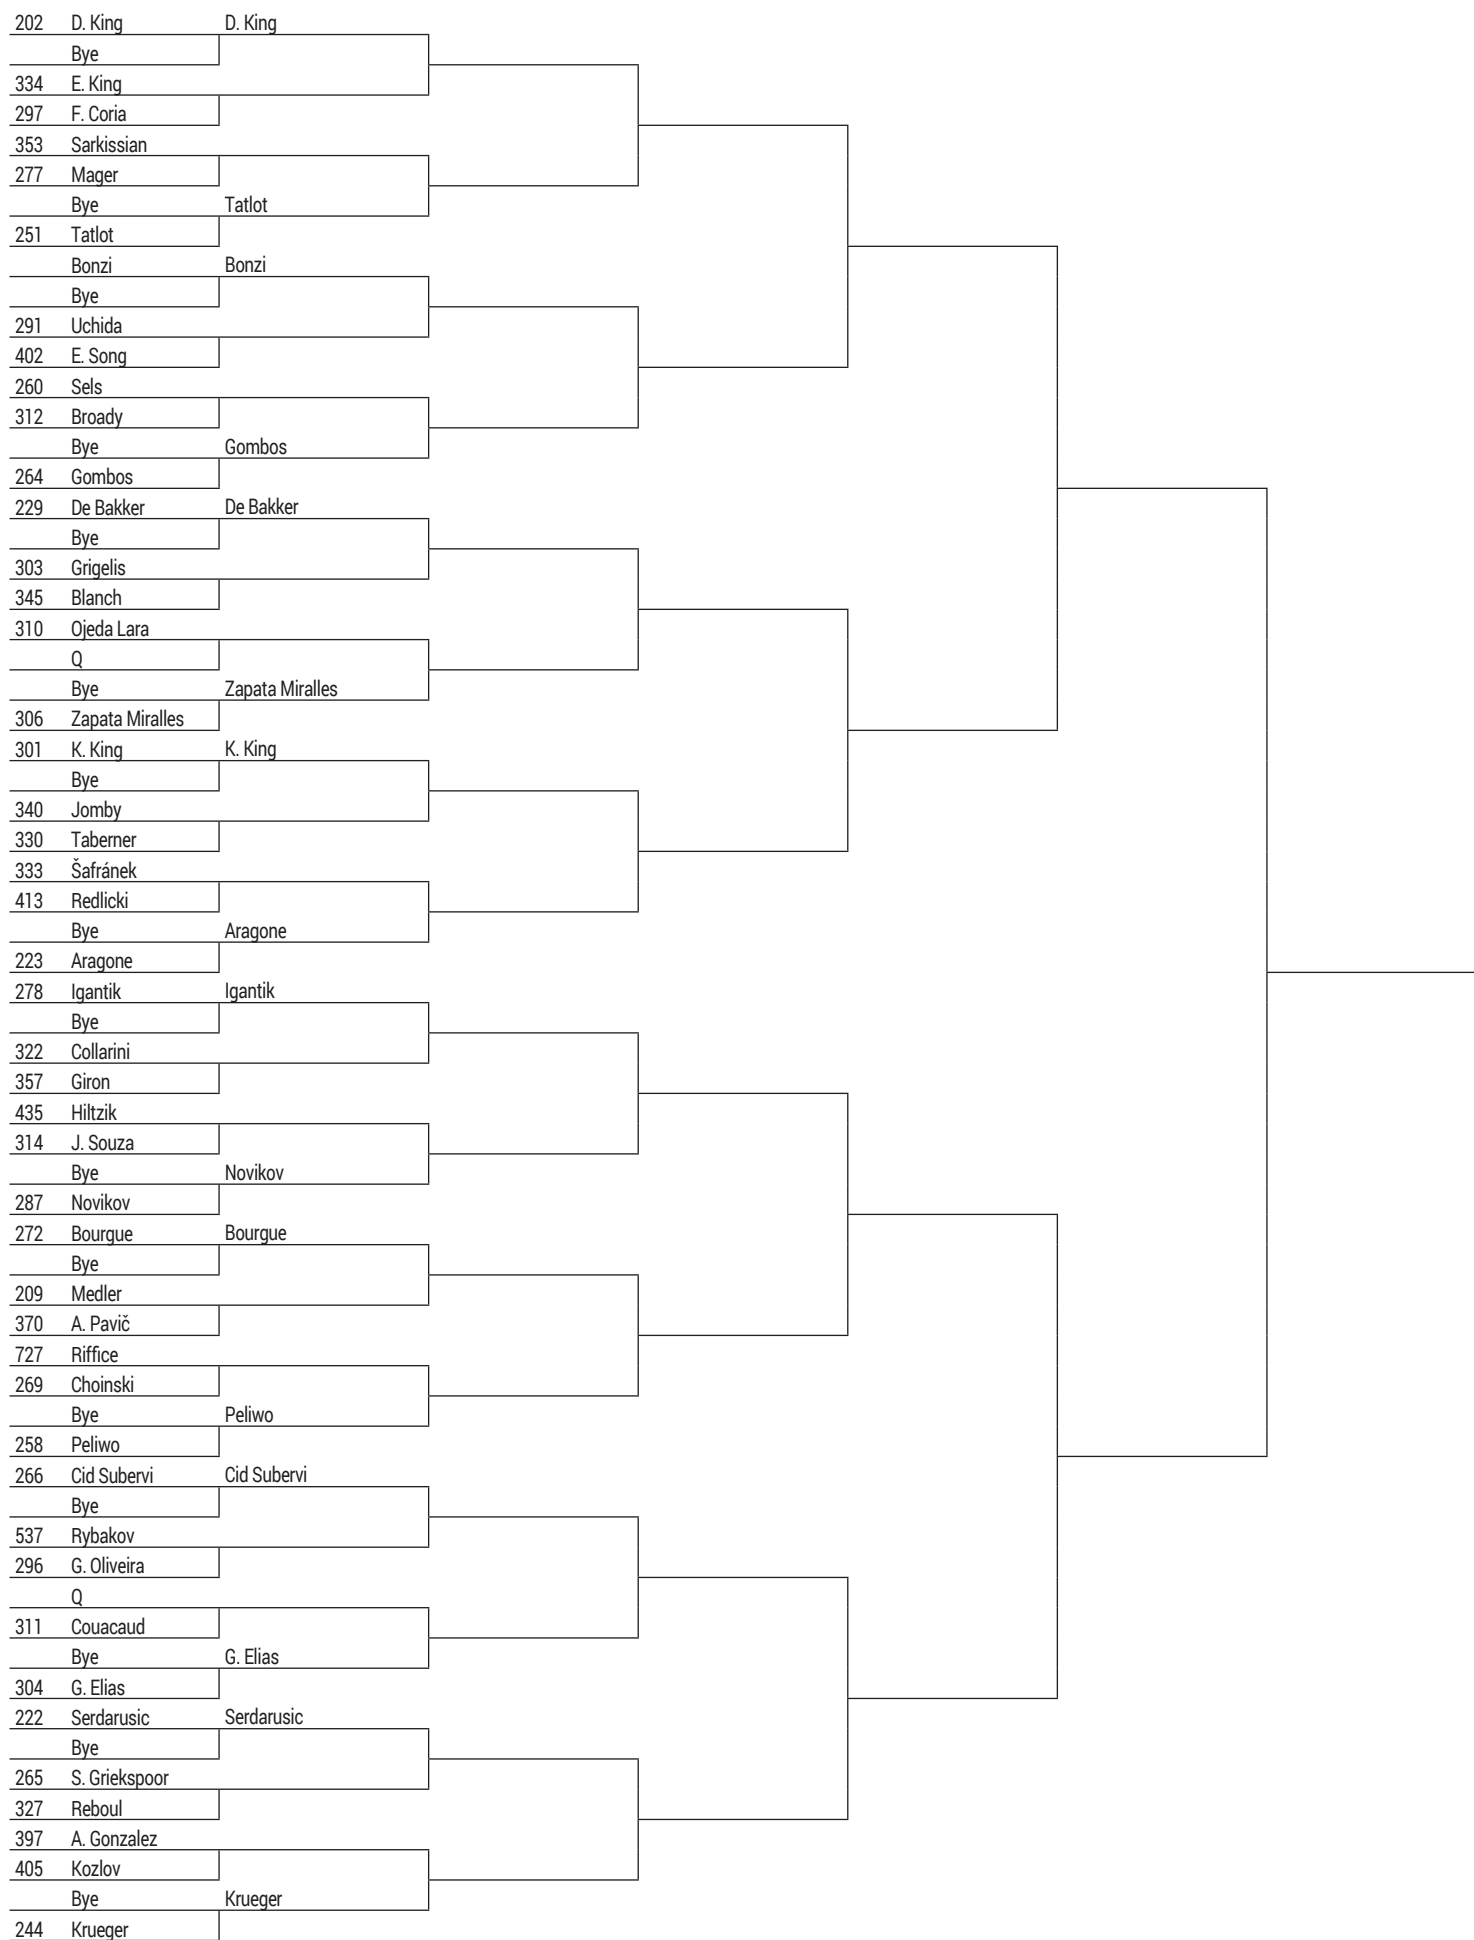 202 D. King D. King
Bye
334 E. King
297 F. Coria
353 Sarkissian
277 Mager
Bye Tatlot
251 Tatlot
Bonzi Bonzi
Bye
291 Uchida
402 E. Song
260 Sels
312 Broady
Bye Gombos
264 Gombos
229 De Bakker De Bakker
Bye
303 Grigelis
345 Blanch
310 Ojeda Lara
Q
Bye Zapata Miralles
306 Zapata Miralles
301 K. King K. King
Bye
340 Jomby
330 Taberner
333 Šafránek
413 Redlicki
Bye Aragone
223 Aragone
278 Igantik Igantik
Bye
322 Collarini
357 Giron
435 Hiltzik
314 J. Souza
Bye Novikov
287 Novikov
272 Bourgue Bourgue
Bye
209 Medler
370 A. Pavič
727 Riffice
269 Choinski
Bye Peliwo
258 Peliwo
266 Cid Subervi Cid Subervi
Bye
537 Rybakov
296 G. Oliveira
Q
311 Couacaud
Bye G. Elias
304 G. Elias
222 Serdarusic Serdarusic
Bye
265 S. Griekspoor
327 Reboul
397 A. Gonzalez
405 Kozlov
Bye Krueger
244 Krueger